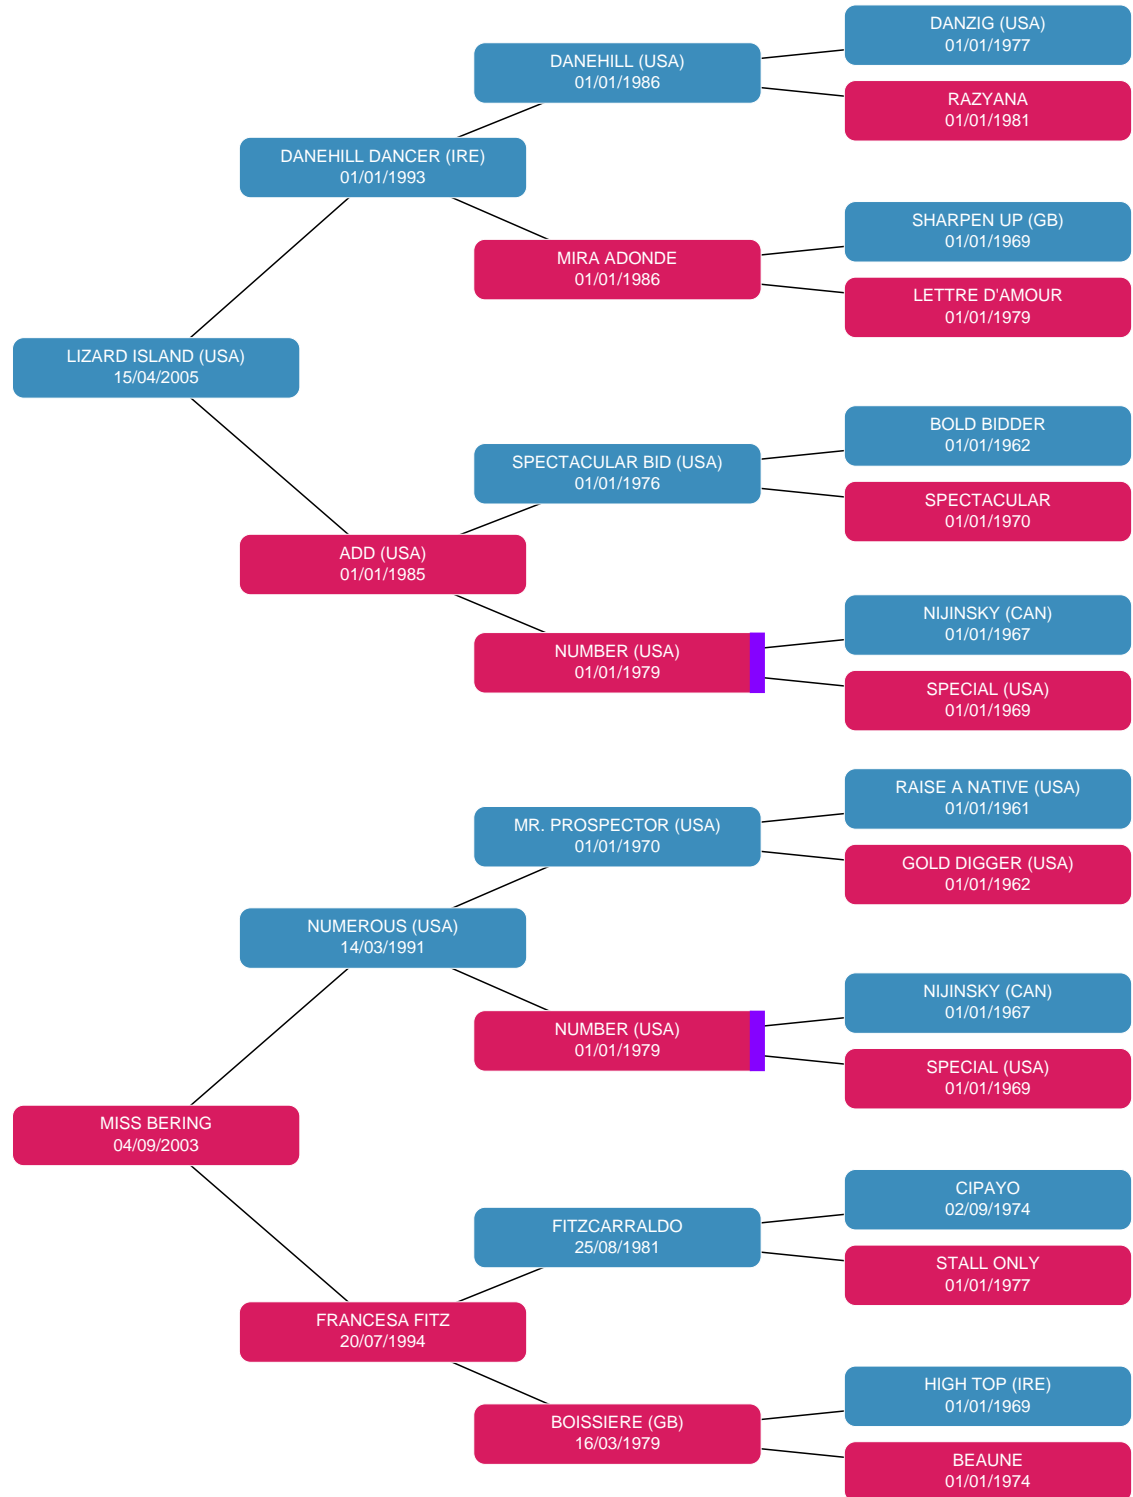 DANZIG (USA)
01/01/1977
DANEHILL (USA)
01/01/1986
RAZYANA
01/01/1981
DANEHILL DANCER (IRE)
01/01/1993
SHARPEN UP (GB)
01/01/1969
MIRA ADONDE
01/01/1986
LETTRE D'AMOUR
01/01/1979
LIZARD ISLAND (USA)
15/04/2005
BOLD BIDDER
01/01/1962
SPECTACULAR BID (USA)
01/01/1976
SPECTACULAR
01/01/1970
ADD (USA)
01/01/1985
NIJINSKY (CAN)
01/01/1967
NUMBER (USA)
01/01/1979
SPECIAL (USA)
01/01/1969
RAISE A NATIVE (USA)
01/01/1961
MR. PROSPECTOR (USA)
01/01/1970
GOLD DIGGER (USA)
01/01/1962
NUMEROUS (USA)
14/03/1991
NIJINSKY (CAN)
01/01/1967
NUMBER (USA)
01/01/1979
SPECIAL (USA)
01/01/1969
MISS BERING
04/09/2003
CIPAYO
02/09/1974
FITZCARRALDO
25/08/1981
STALL ONLY
01/01/1977
FRANCESA FITZ
20/07/1994
HIGH TOP (IRE)
01/01/1969
BOISSIERE (GB)
16/03/1979
BEAUNE
01/01/1974